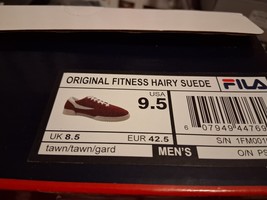 ORIGINAL FITNESS HAIRY SUEDE
FILA
USA
9.5
UK 8.5
EUR 42.5
6 07949 44769
S/N 1FM001
tawn/tawn/gard
MEN'S
O/N